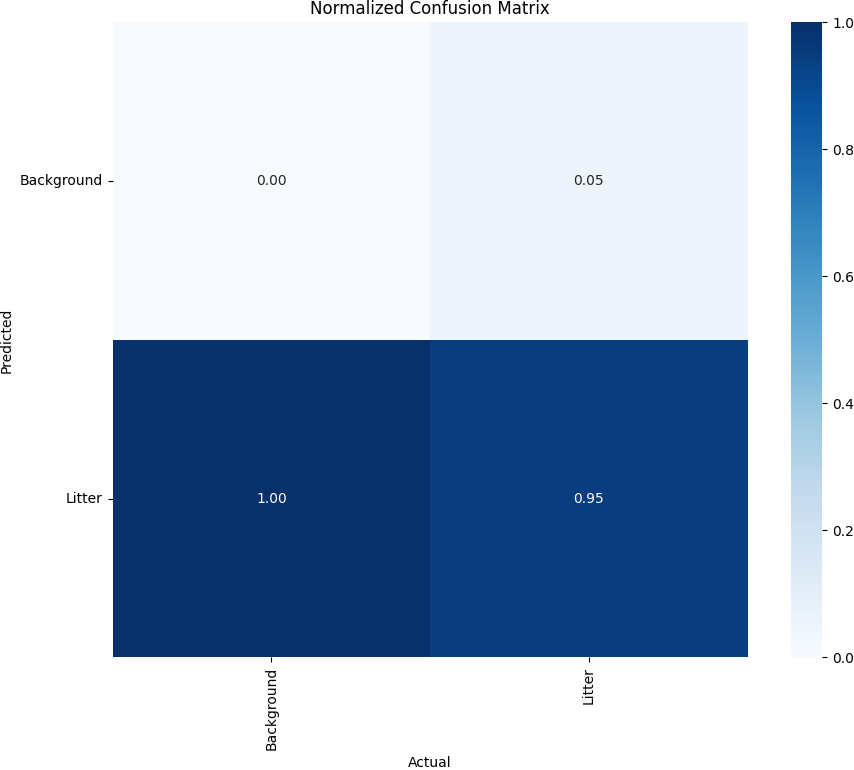 Normalized Confusion Matrix
1.0
0.8
0.6
0.4
0.2
0.0
Predicted
Background
0.00
0.05
Litter
1.00
0.95
Background
Litter
Actual